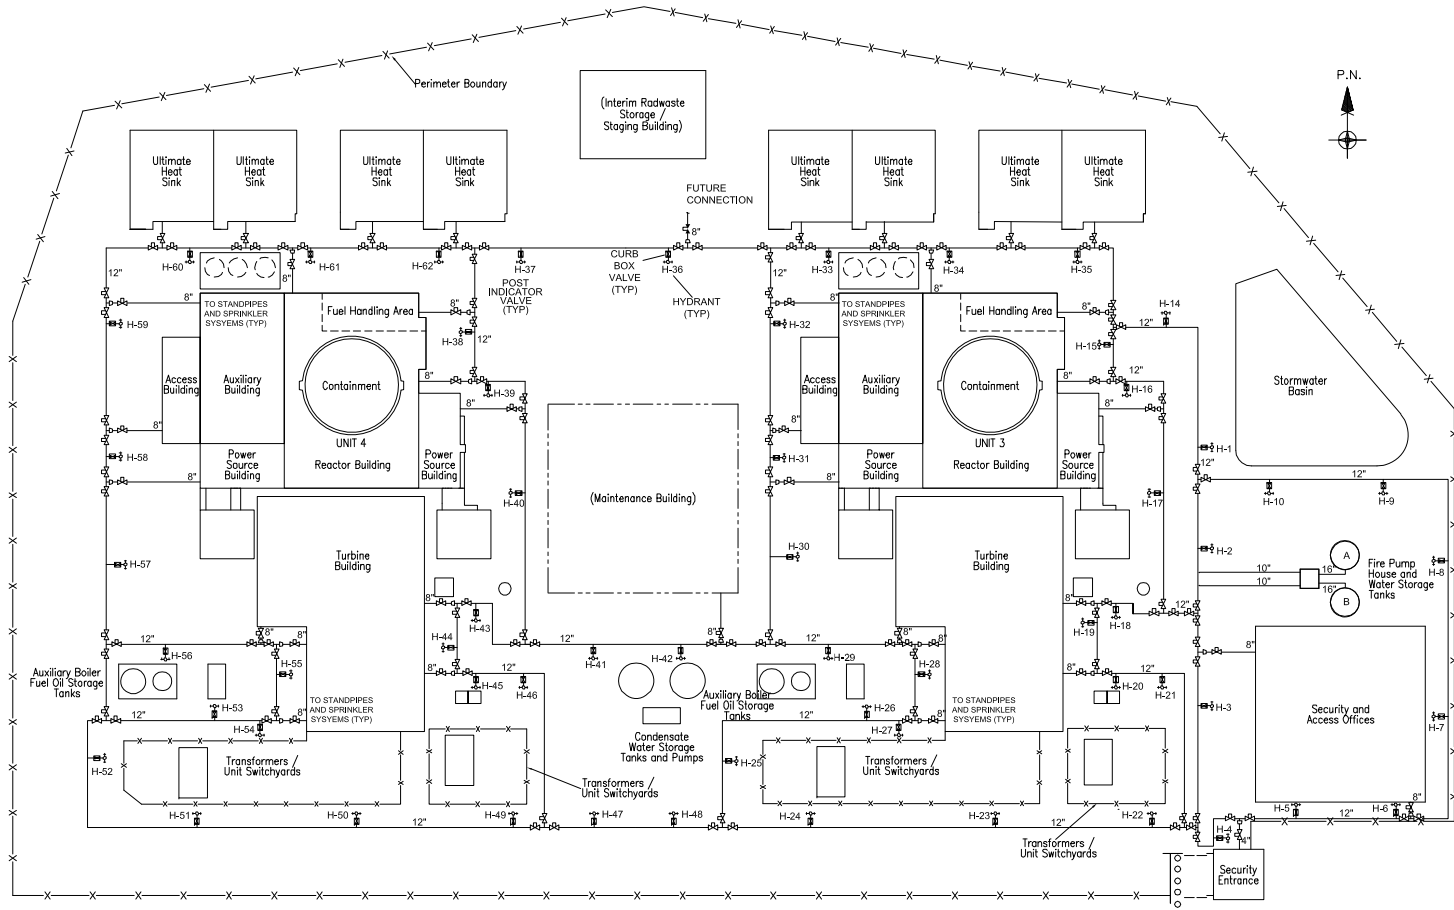 P.N.
Perimeter Boundary
(Interim Radwaste
Storage /
Staging Building)
Ultimate
Heat
Sink
Ultimate
Heat
Sink
Ultimate
Heat
Sink
Ultimate
Heat
Sink
Ultimate
Heat
Sink
Ultimate
Heat
Sink
Ultimate
Heat
Sink
Ultimate
Heat
Sink
FUTURE
CONNECTION
8"
H-60
H-61
H-62
H-37
CURB
BOX
VALVE
(TYP)
H-36
H-33
H-34
H-35
12"
8"
12"
8"
POST
INDICATOR
VALVE
(TYP)
HYDRANT
(TYP)
8"
TO STANDPIPES
AND SPRINKLER
SYSYEMS (TYP)
Fuel Handling Area
8"
8"
TO STANDPIPES
AND SPRINKLER
SYSYEMS (TYP)
Fuel Handling Area
8"
H-14
12"
H-59
H-38
12"
H-32
H-15
Access
Building
Auxiliary
Building
Containment
8"
H-39
Access
Building
Auxiliary
Building
Containment
8"
12"
H-16
Stormwater
Basin
8"
8"
8"
8"
UNIT 4
UNIT 3
H-58
Power
Source
Building
Reactor Building
Power
Source
Building
H-31
Power
Source
Building
Reactor Building
Power
Source
Building
H-1
12"
8"
8"
12"
H-40
(Maintenance Building)
H-17
H-10
H-9
H-57
Turbine
Building
H-30
Turbine
Building
H-2
H-8
A
Fire Pump
House and
Water Storage
Tanks
10"
16"
10"
16"
B
8"
H-43
H-44
8"
H-18
H-19
12"
12"
8"
8"
12"
8"
12"
8"
8"
8"
H-56
H-55
8"
H-41
H-42
H-29
H-28
8"
Auxiliary Boiler
Fuel Oil Storage
Tanks
H-45
12"
H-46
Auxiliary Boiler
Fuel Oil Storage
Tanks
H-20
12"
H-21
TO STANDPIPES
AND SPRINKLER
SYSYEMS (TYP)
TO STANDPIPES
AND SPRINKLER
SYSYEMS (TYP)
H-3
Security and
Access Offices
H-7
12"
H-53
8"
H-54
12"
H-26
8"
H-27
Condensate
Water Storage
Tanks and Pumps
H-52
Transformers /
Unit Switchyards
Transformers /
Unit Switchyards
H-25
Transformers /
Unit Switchyards
H-51
H-50
12"
H-49
H-47
H-48
H-24
H-23
12"
H-22
Transformers /
Unit Switchyards
H-5
H-6
8"
12"
H-4
4"
Security
Entrance